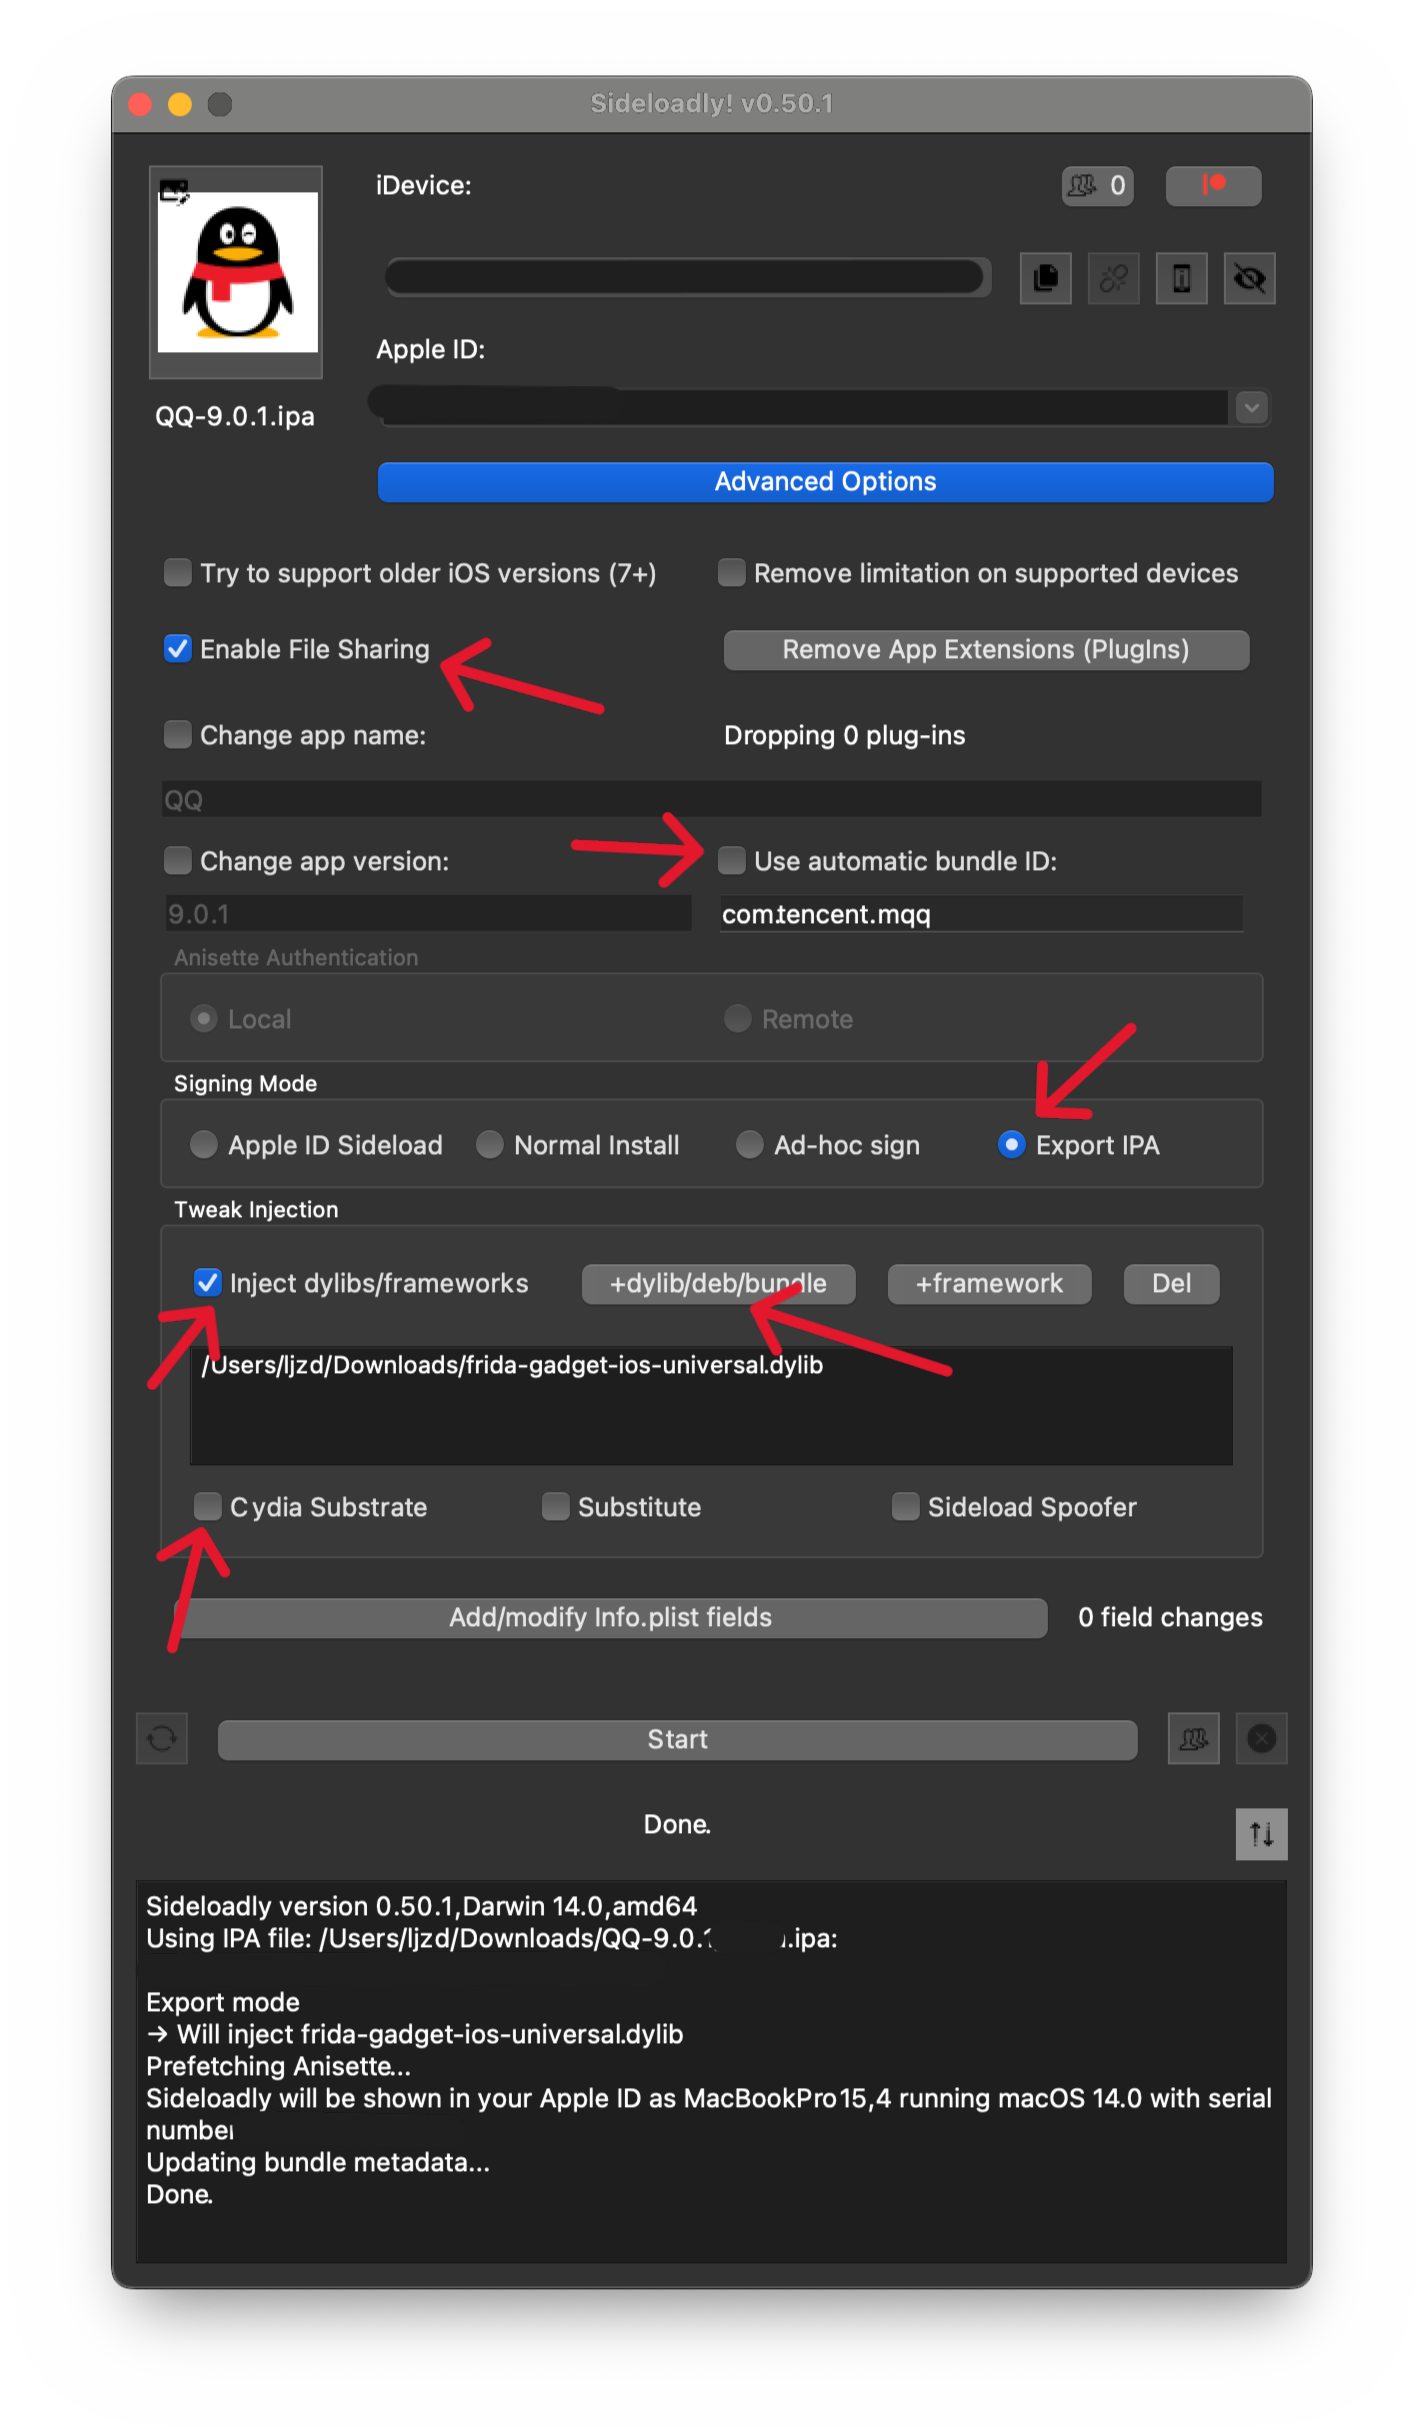 Sideloadly! v0.50.1
iDevice:
0
Apple ID:
QQ-9.0.1.ipa
Advanced Options
Try to support older iOS versions (7+)
Remove limitation on supported devices
Enable File Sharing
Remove App Extensions (PlugIns)
Change app name:
Dropping 0 plug-ins
QQ
Change app version:
Use automatic bundle ID:
9.0.1
com.tencent.mqq
Anisette Authentication
Local
Remote
Signing Mode
Apple ID Sideload
Normal Install
Ad-hoc sign
Export IPA
Tweak Injection
Inject dylibs/frameworks
+dylib/deb/bundle
+framework
Del
/Users/ljzd/Downloads/frida-gadget-ios-universal.dylib
Cydia Substrate
Substitute
Sideload Spoofer
Add/modify Info.plist fields
0 field changes
Start
Done.
Sideloadly version 0.50.1,Darwin 14.0,amd64
Using IPA file: /Users/ljzd/Downloads/QQ-9.0.1 .ipa:
Export mode
→ Will inject frida-gadget-ios-universal.dylib
Prefetching Anisette...
Sideloadly will be shown in your Apple ID as MacBookPro15,4 running macOS 14.0 with serial
number
Updating bundle metadata...
Done.